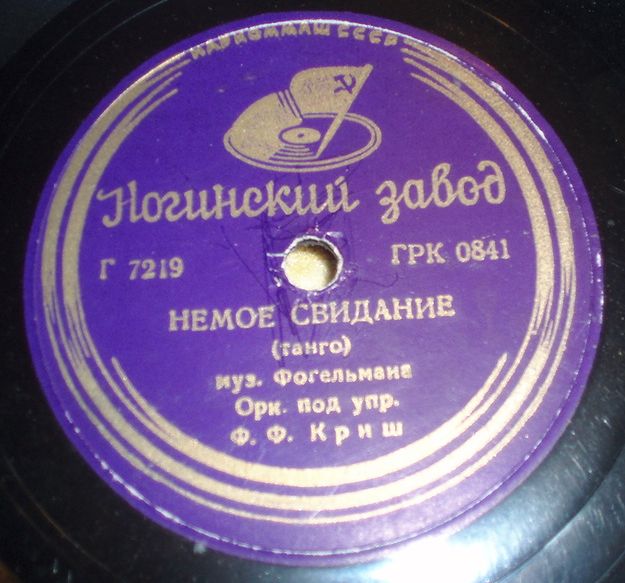 НАРКОММАШ СССР
Ногинский завод
Г 7219
ГРК 0841
НЕМОЕ СВИДАНИЕ
(танго)
муз. Фогельмана
Орк. под упр.
Ф. Ф. Криш